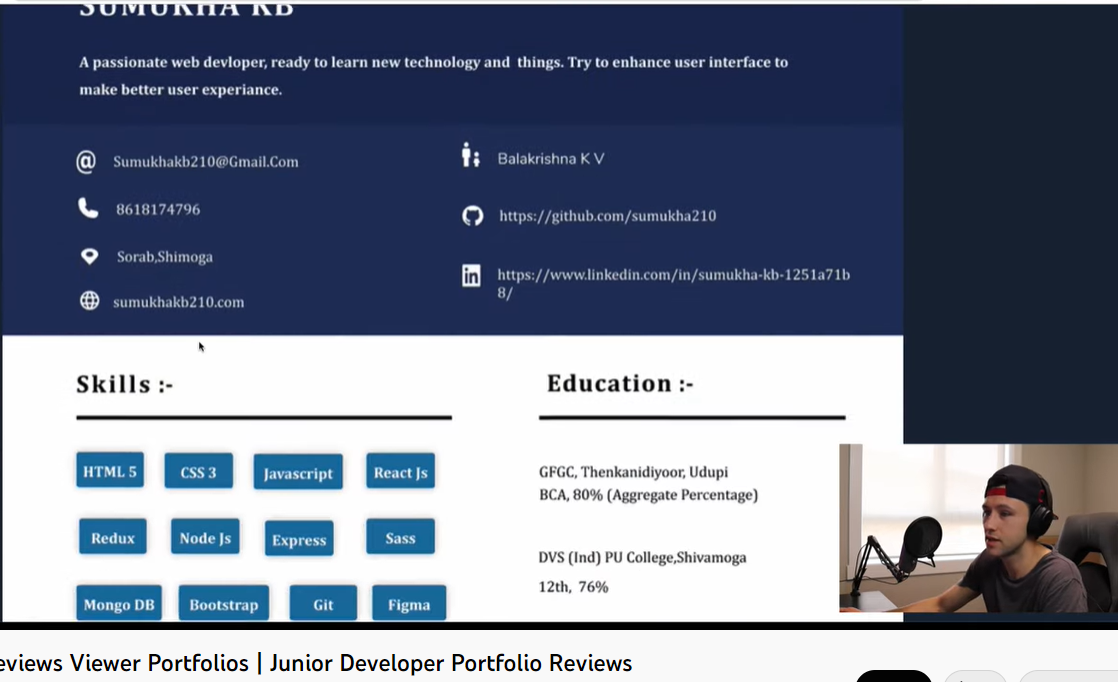 SUMUKHA KB
A passionate web devloper, ready to learn new technology and things. Try to enhance user interface to
make better user experiance.
Sumukhakb210@Gmail.Com
8618174796
Sorab,Shimoga
sumukhakb210.com
Balakrishna K V
https://github.com/sumukha210
https://www.linkedin.com/in/sumukha-kb-1251a71b
8/
Skills :-
HTML 5 CSS 3 Javascript React Js
Redux Node Js Express Sass
Mongo DB Bootstrap Git Figma
Education :-
GFGC, Thenkanidiyoor, Udupi
BCA, 80% (Aggregate Percentage)
DVS (Ind) PU College,Shivamoga
12th, 76%
eviews Viewer Portfolios | Junior Developer Portfolio Reviews